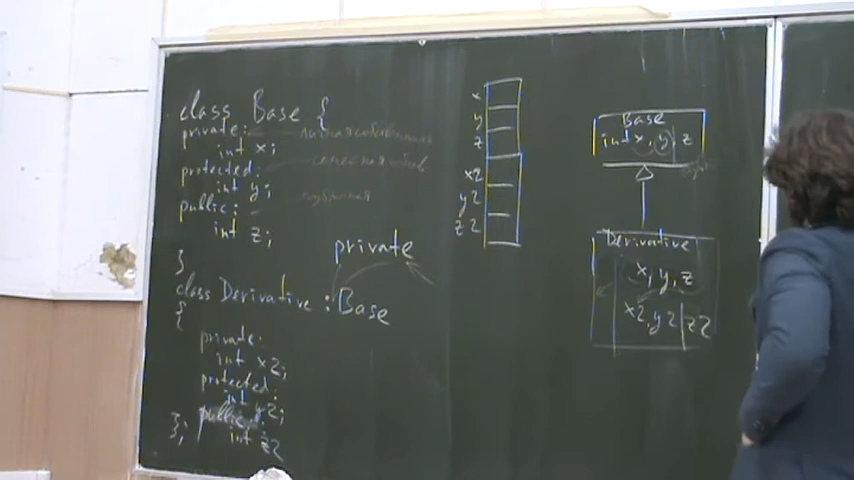 class Base {
private:
int x;
protected:
int y;
public:
int z;
}
class Derivative : Base
private
{
private:
int x2;
protected:
int y2;
public:
int z2
};
x
y
z
x2
y2
z2
Base
int x, y | z
Derivative
x, y, z
x2, y2 | z2